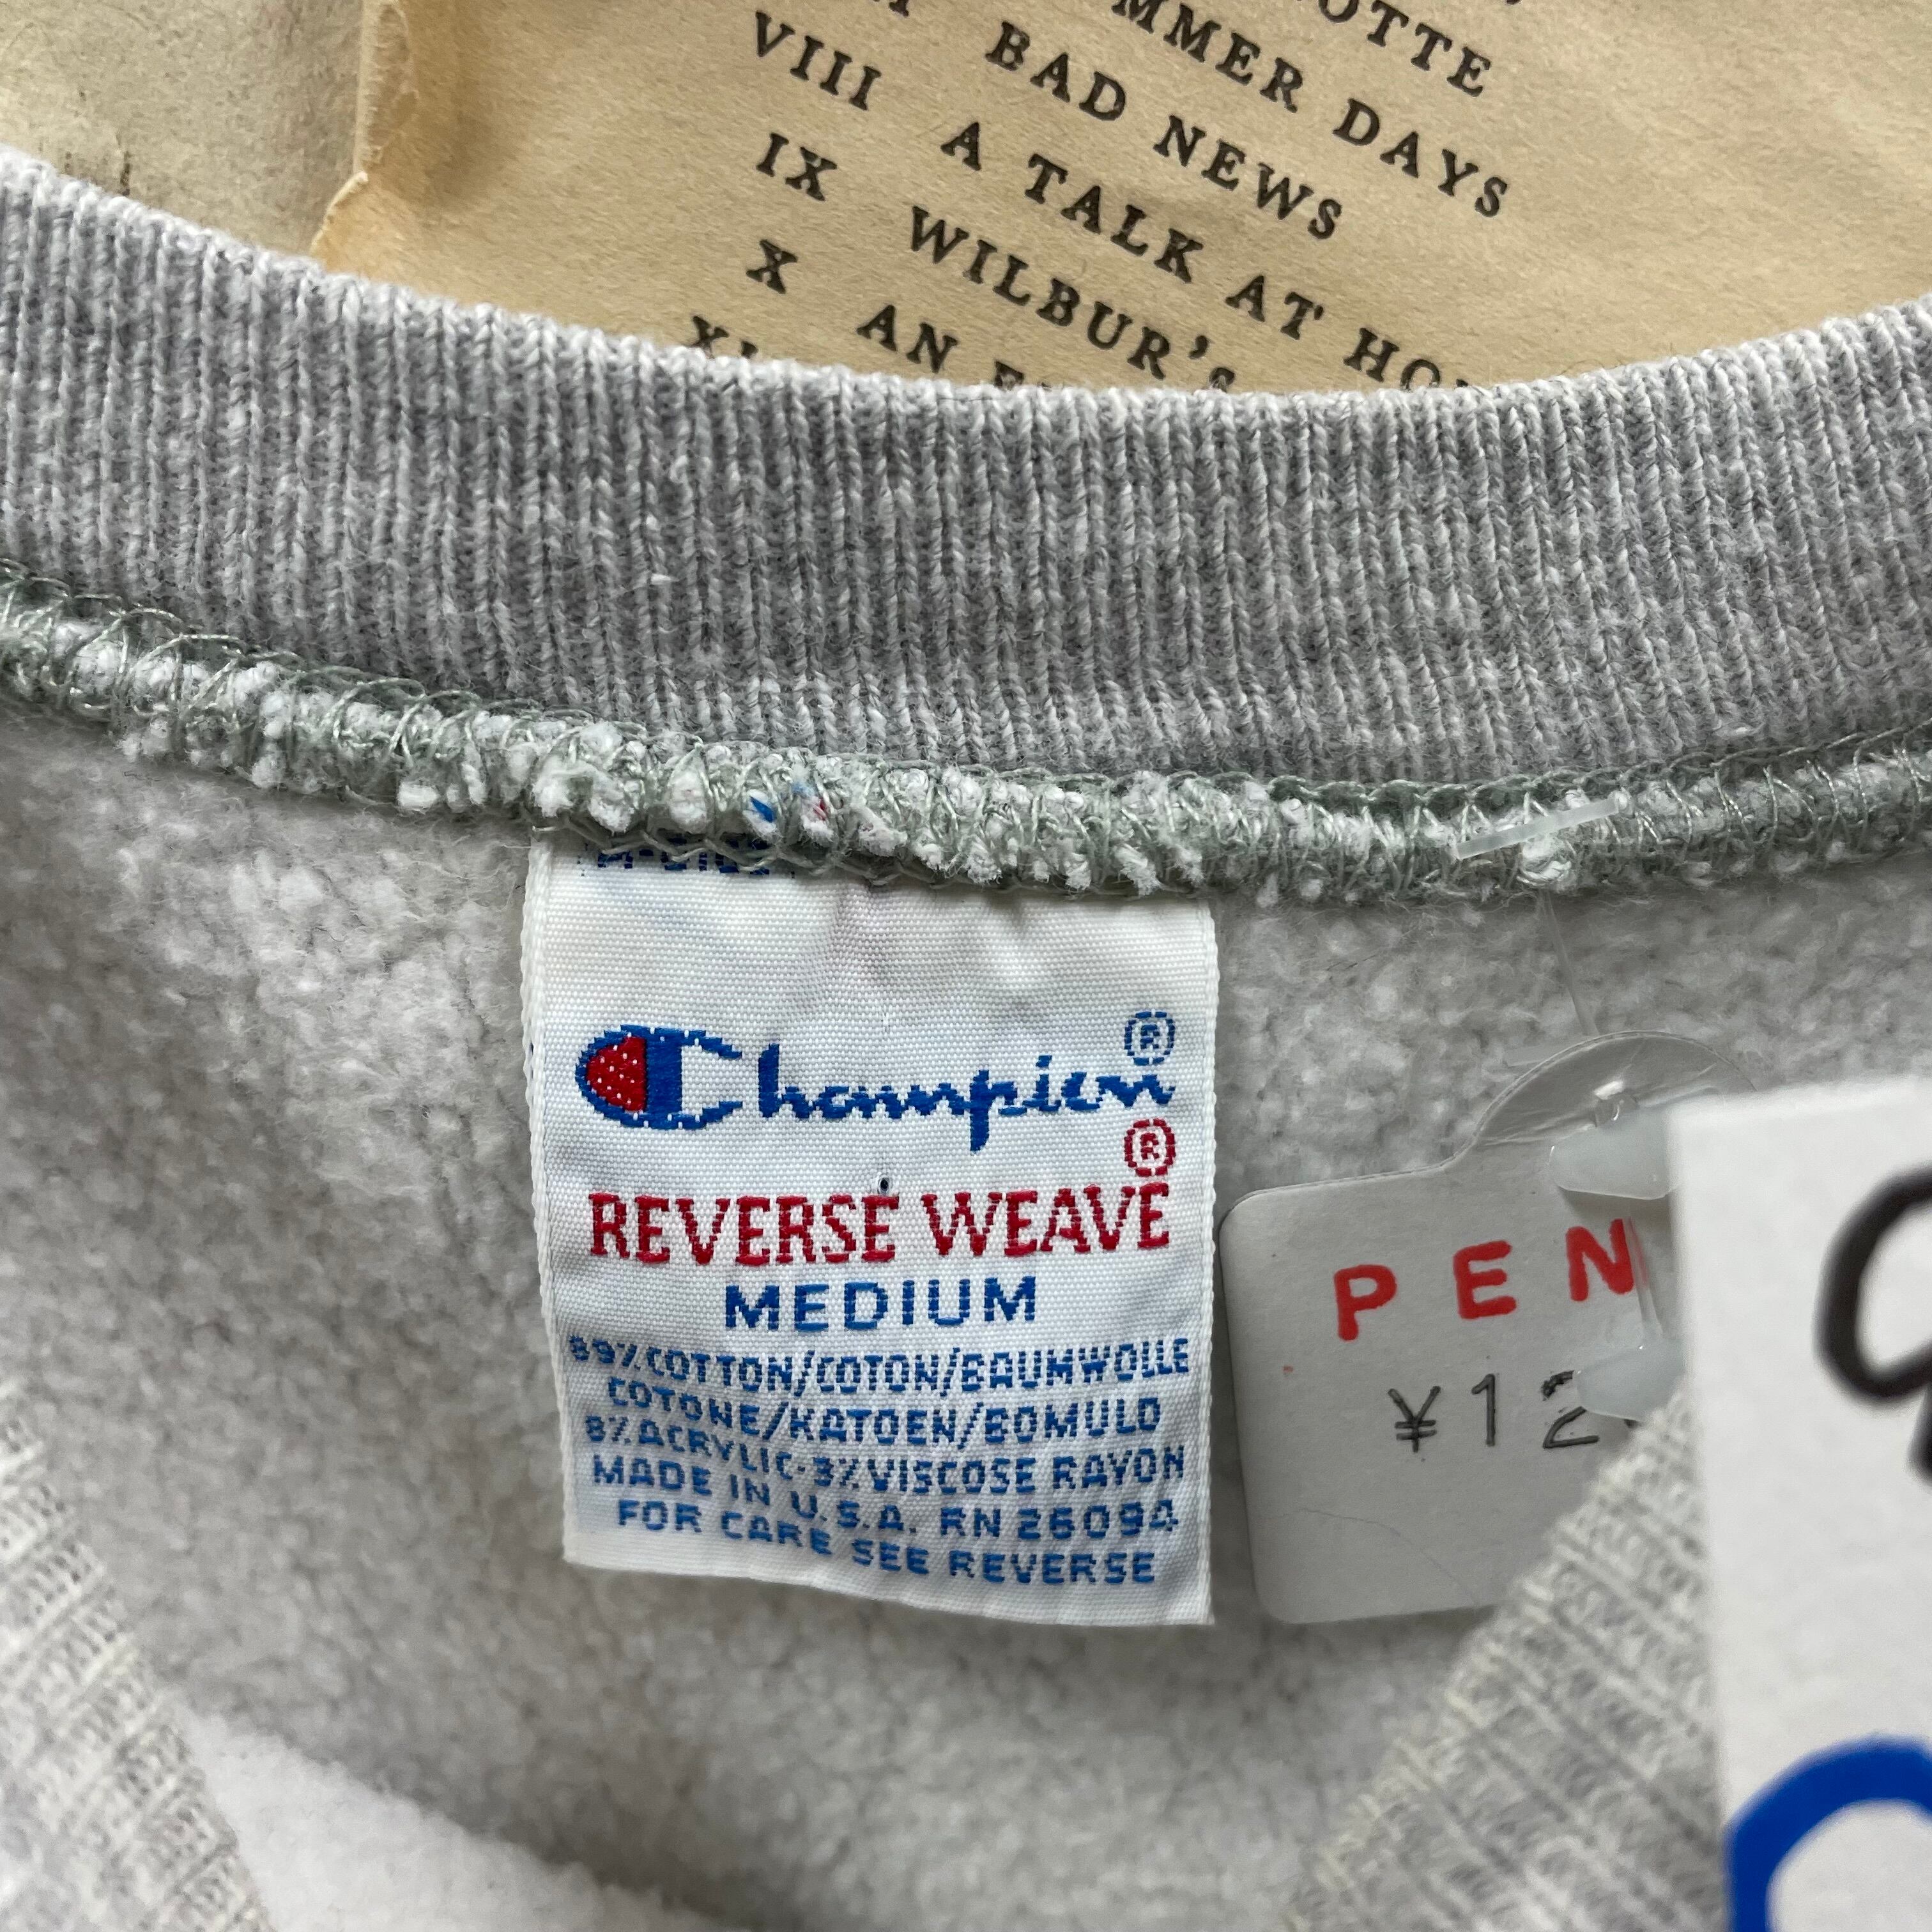 OTTE
MMER DAYS
BAD NEWS
VIII A TALK AT
IX WILBUR'S
X AN
Champion®
®
REVERSE WEAVE
MEDIUM
89% COTTON/COTON/BAUMWOLLE
COTONE/KATOEN/BOMULD
8% ACRYLIC·3% VISCOSE RAYON
MADE IN U.S.A. RN 26094
FOR CARE SEE REVERSE
PEN
¥12